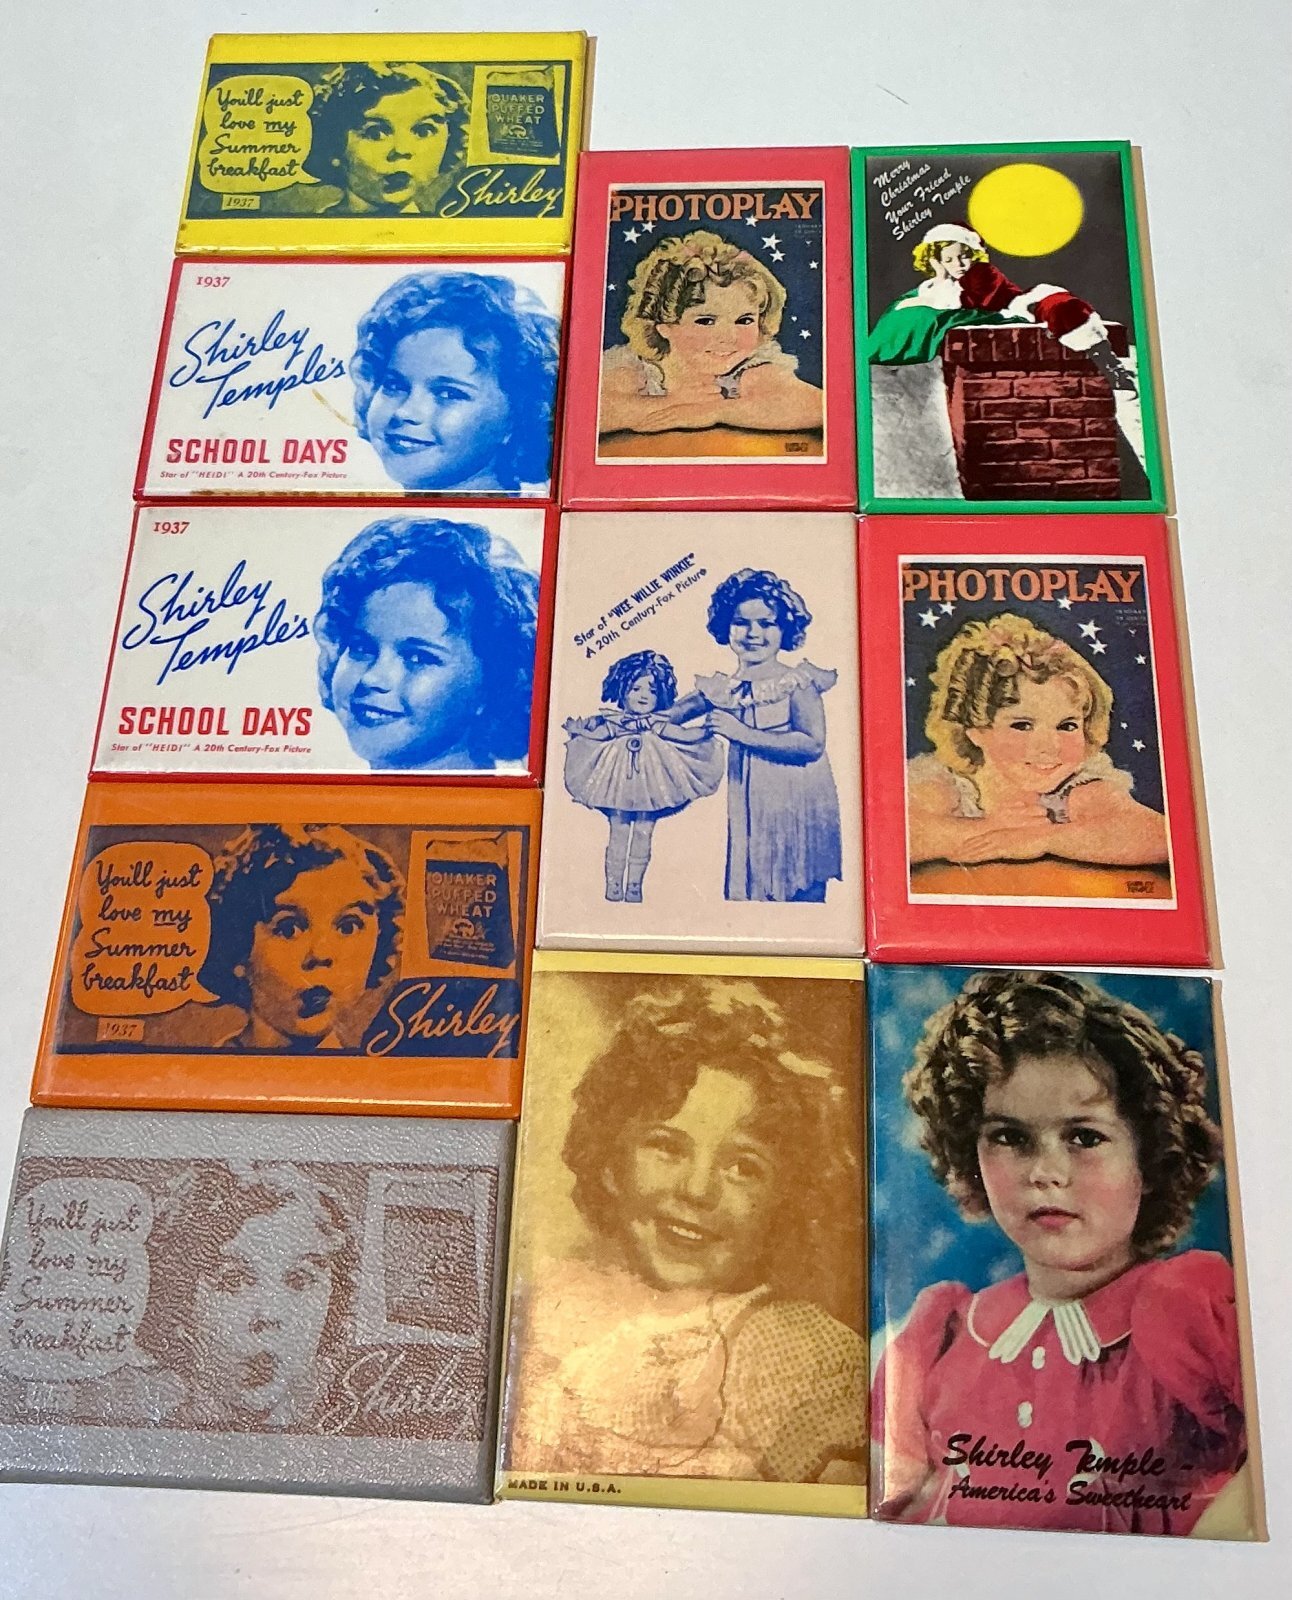 You'll just
love my
Summer
breakfast
1937
QUAKER
PUFFED
WHEAT
Shirley
1937
Shirley
Temple's
SCHOOL DAYS
Star of "HEIDI" A 20th Century-Fox Picture
1937
Shirley
Temple's
SCHOOL DAYS
Star of "HEIDI" A 20th Century-Fox Picture
You'll just
love my
Summer
breakfast
1937
QUAKER
PUFFED
WHEAT
Shirley
You'll just
love my
Summer
breakfast
Shirley
PHOTOPLAY
Star of "WEE WILLIE WINKIE"
A 20th Century-Fox Picture
MADE IN U.S.A.
Merry
Christmas
Your Friend
Shirley Temple
PHOTOPLAY
SHIRLEY
TEMPLE
Shirley Temple -
America's Sweetheart